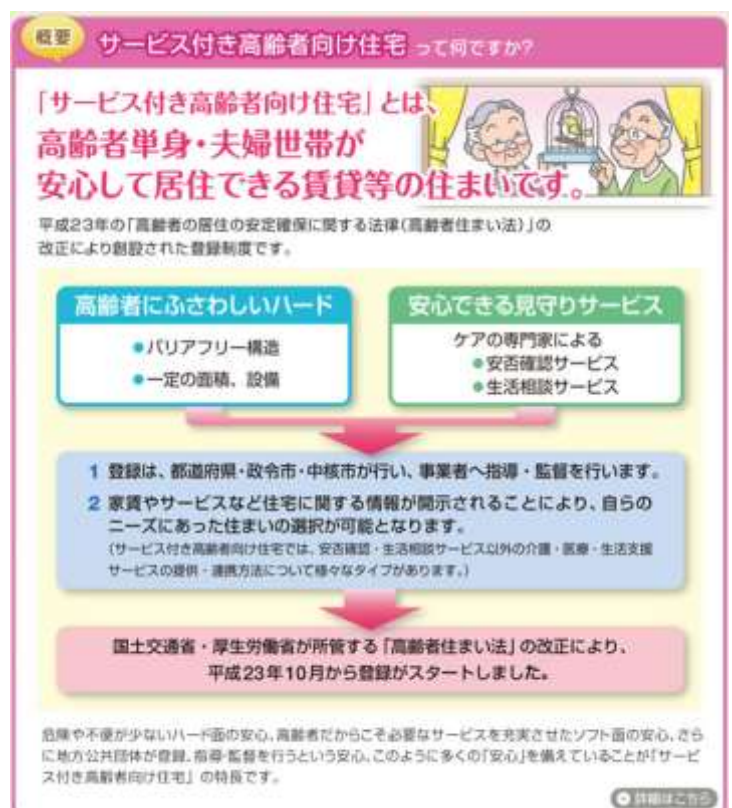 概要
サービス付き高齢者向け住宅 って何ですか?
「サービス付き高齢者向け住宅」とは、
高齢者単身・夫婦世帯が
安心して居住できる賃貸等の住まいです。
平成23年の「高齢者の居住の安定確保に関する法律(高齢者住まい法)」の
改正により創設された登録制度です。
高齢者にふさわしいハード
●バリアフリー構造
●一定の面積、設備
安心できる見守りサービス
ケアの専門家による
●安否確認サービス
●生活相談サービス
1 登録は、都道府県・政令市・中核市が行い、事業者へ指導・監督を行います。
2 家賃やサービスなど住宅に関する情報が開示されることにより、自らの
ニーズにあった住まいの選択が可能となります。
(サービス付き高齢者向け住宅では、安否確認・生活相談サービス以外の介護・医療・生活支援
サービスの提供・連携方法について様々なタイプがあります。)
国土交通省・厚生労働省が所管する「高齢者住まい法」の改正により、
平成23年10月から登録がスタートしました。
危険や不便が少ないハード面の安心、高齢者だからこそ必要なサービスを充実させたソフト面の安心、さら
に地方公共団体が登録、指導・監督を行うという安心、このように多くの「安心」を備えていることが「サービ
ス付き高齢者向け住宅」の特長です。
詳細はこちら